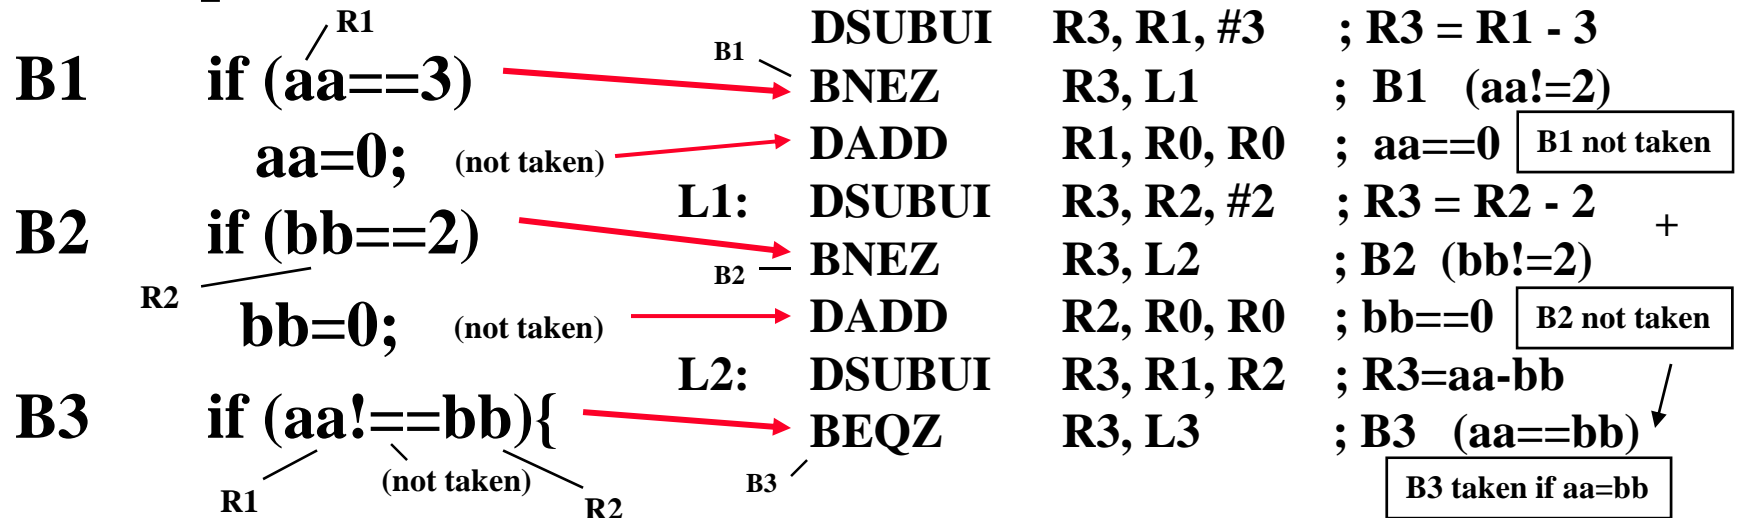 R1
B1 if (aa==3)
aa=0; (not taken)
B2 if (bb==2)
R2
bb=0; (not taken)
B3 if (aa!==bb){
(not taken)
R1 R2
DSUBUI R3, R1, #3 ; R3 = R1 - 3
B1
BNEZ R3, L1 ; B1 (aa!=2)
DADD R1, R0, R0 ; aa==0 B1 not taken
L1: DSUBUI R3, R2, #2 ; R3 = R2 - 2
+
B2 BNEZ R3, L2 ; B2 (bb!=2)
DADD R2, R0, R0 ; bb==0 B2 not taken
L2: DSUBUI R3, R1, R2 ; R3=aa-bb
BEQZ R3, L3 ; B3 (aa==bb)
B3
B3 taken if aa=bb